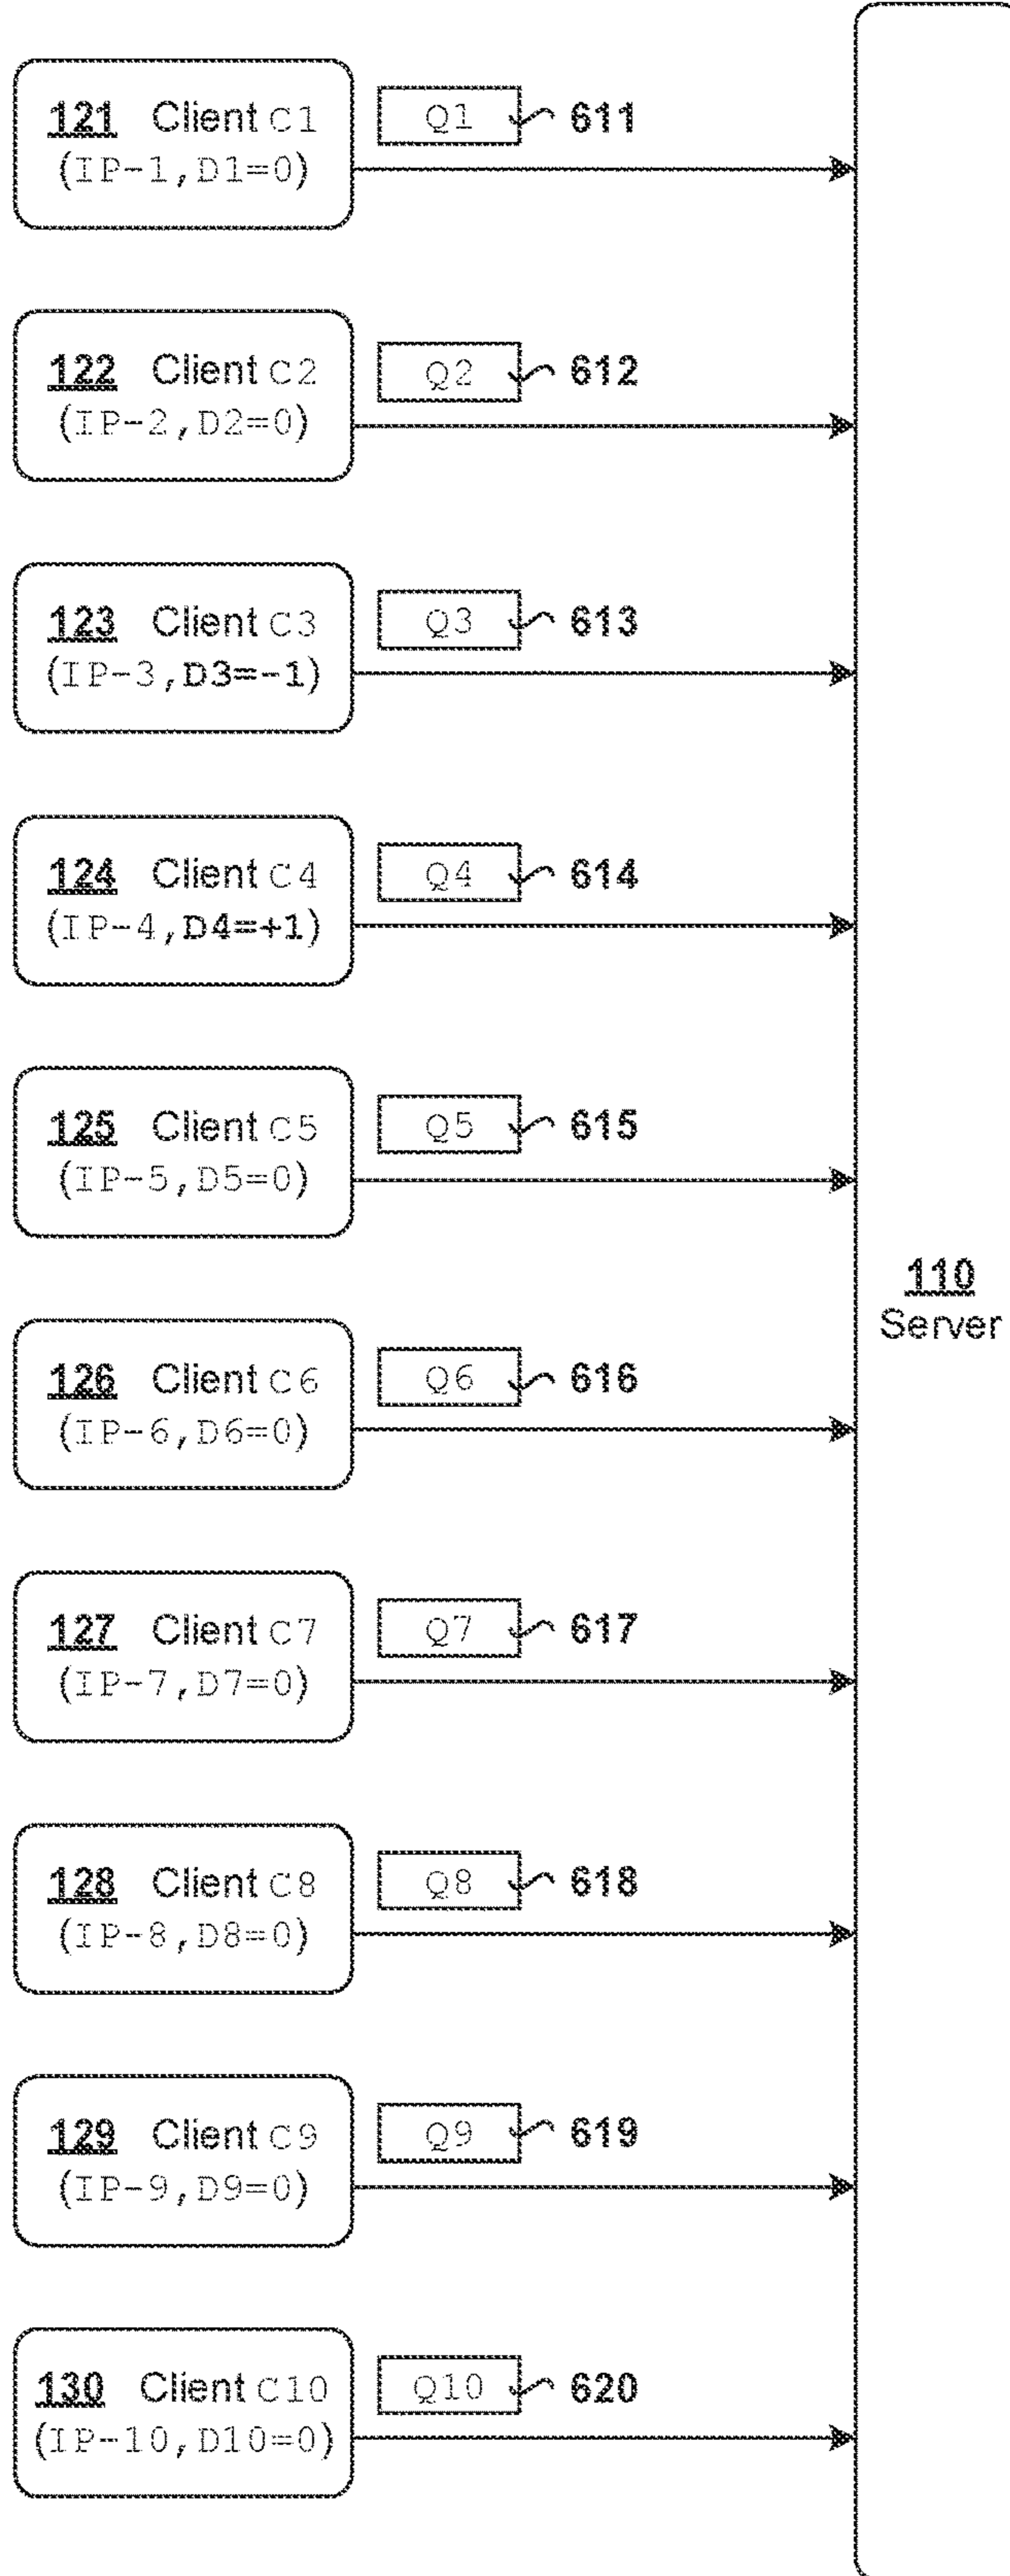 121 Client C1
(IP-1,D1=0)
Q1
611
122 Client C2
(IP-2,D2=0)
Q2
612
123 Client C3
(IP-3,D3=-1)
Q3
613
124 Client C4
(IP-4,D4=+1)
Q4
614
125 Client C5
(IP-5,D5=0)
Q5
615
110
Server
126 Client C6
(IP-6,D6=0)
Q6
616
127 Client C7
(IP-7,D7=0)
Q7
617
128 Client C8
(IP-8,D8=0)
Q8
618
129 Client C9
(IP-9,D9=0)
Q9
619
130 Client C10
(IP-10,D10=0)
Q10
620